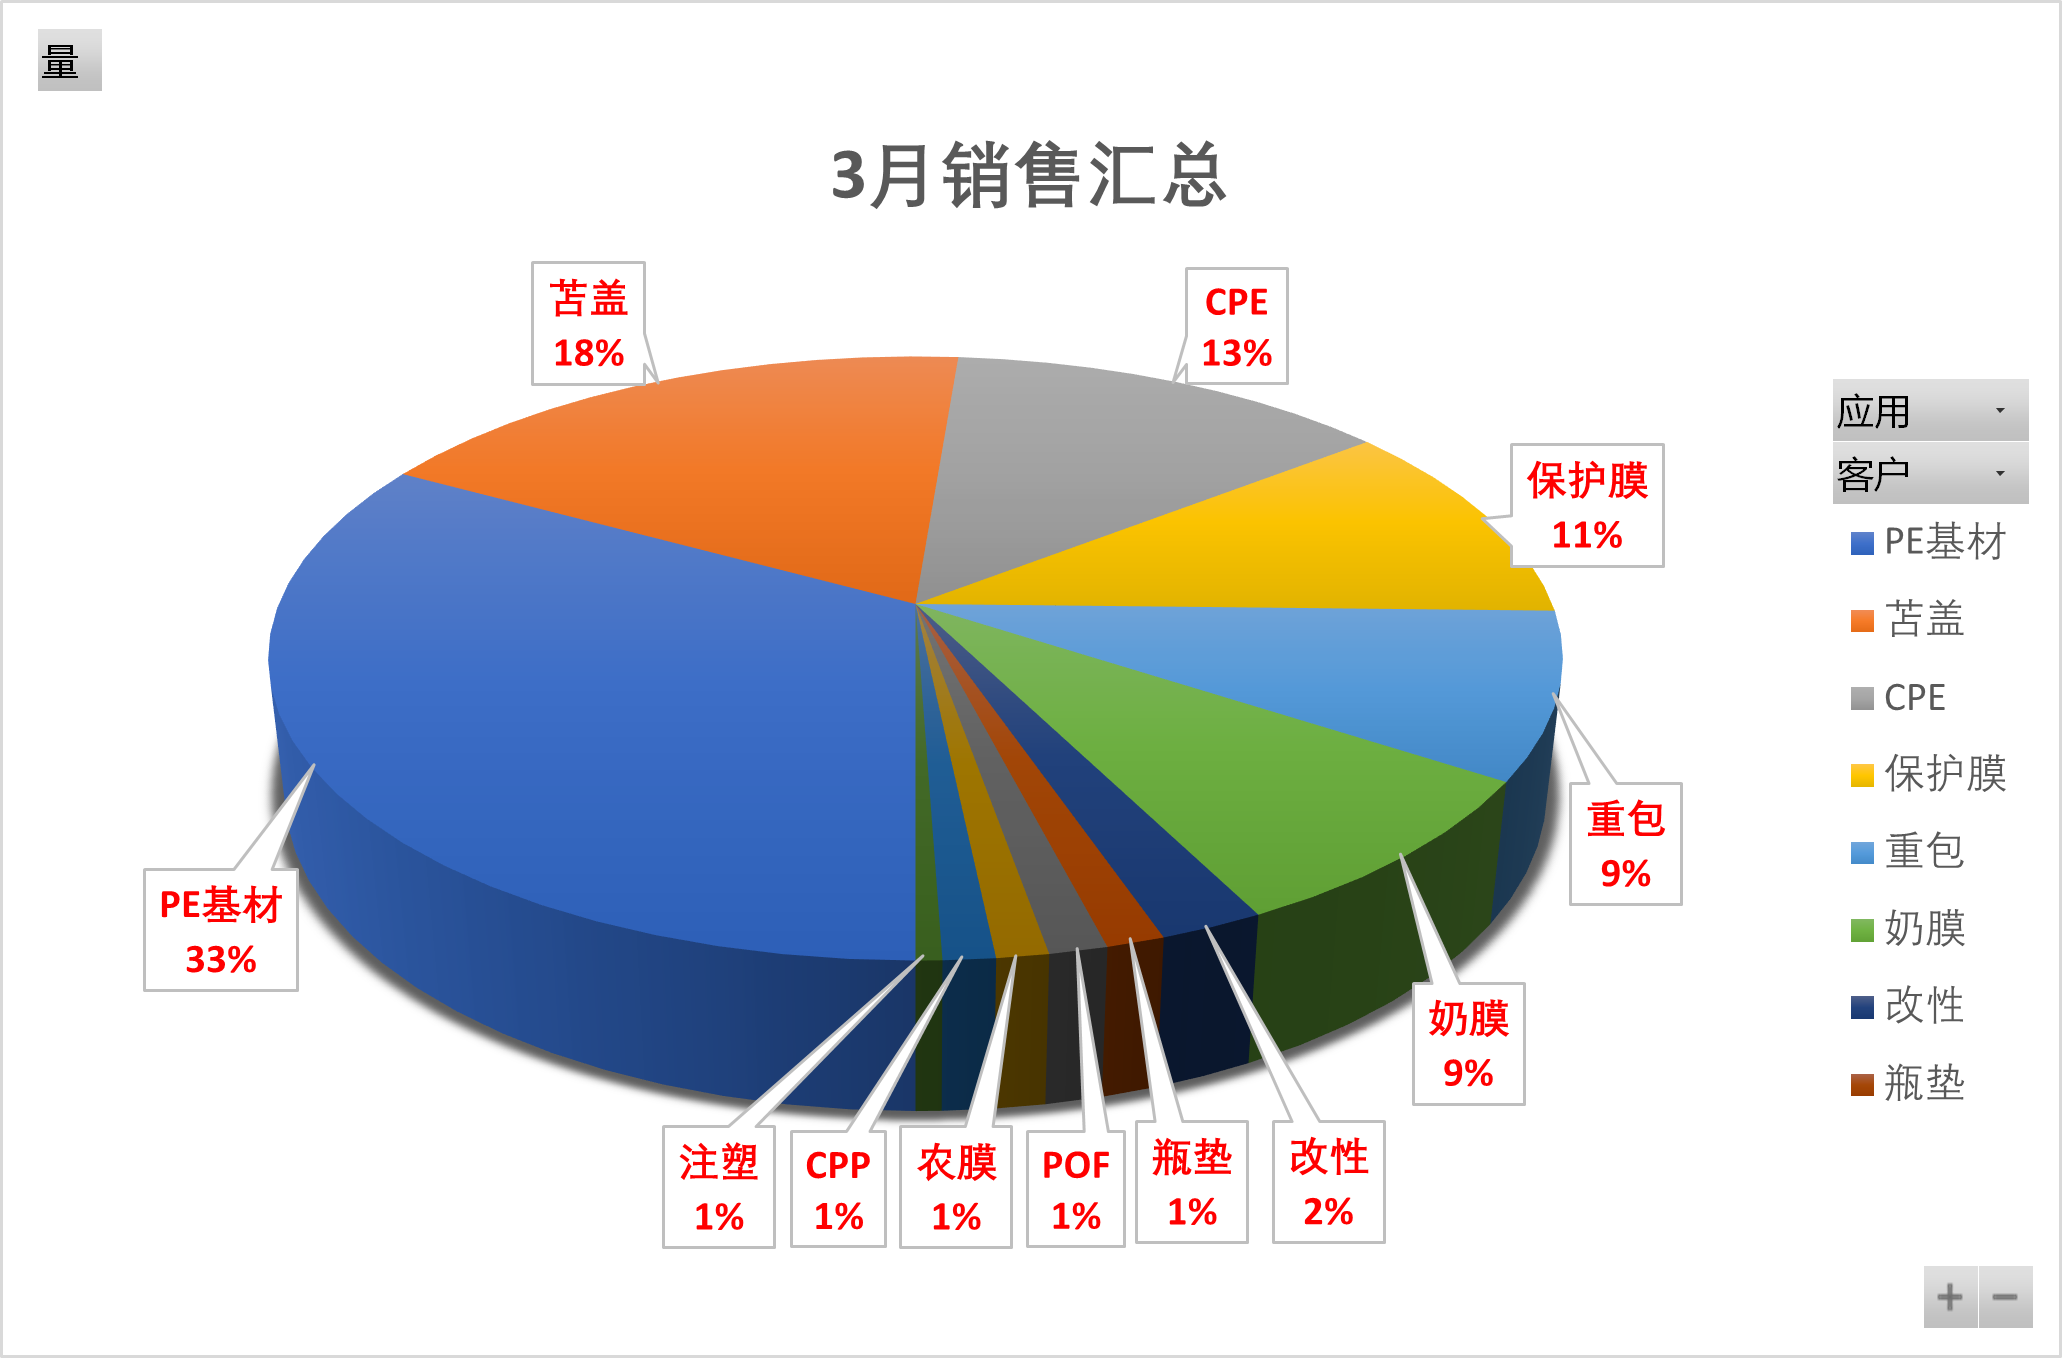 量
3月销售汇总
苫盖
18%
CPE
13%
保护膜
11%
重包
9%
奶膜
9%
改性
2%
瓶垫
1%
POF
1%
农膜
1%
CPP
1%
注塑
1%
PE基材
33%
应用
客户
PE基材
苫盖
CPE
保护膜
重包
奶膜
改性
瓶垫